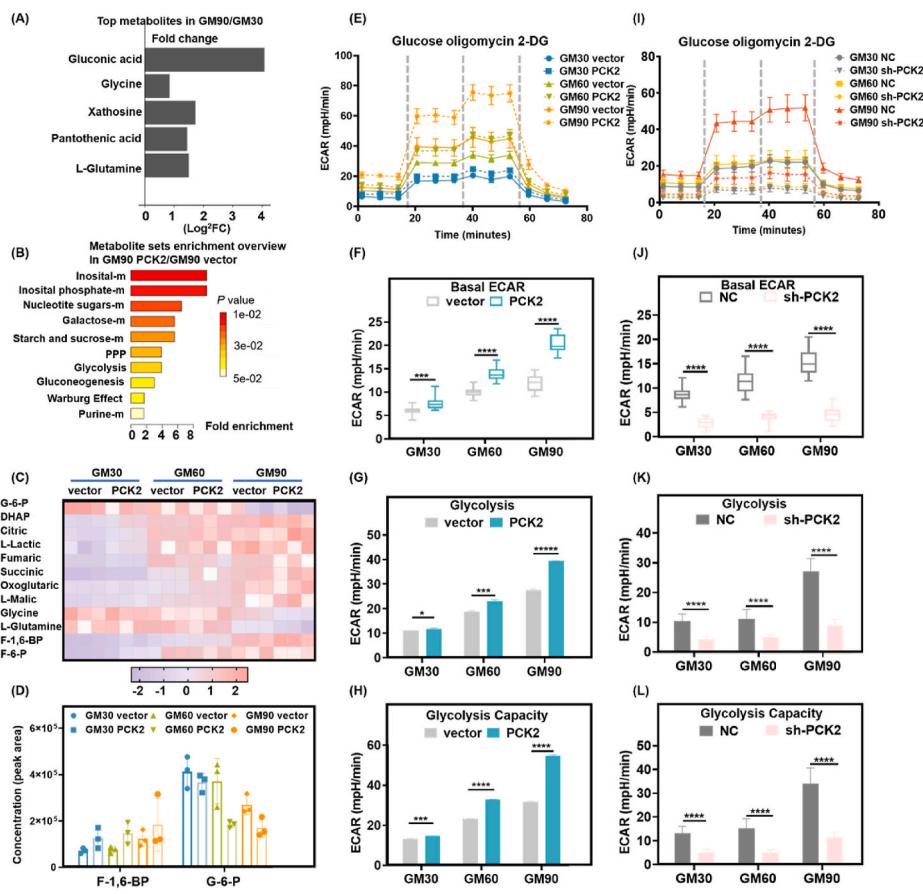 (A)
Top metabolites in GM90/GM30
Fold change
Gluconic acid
Glycine
Xathosine
Pantothenic acid
L-Glutamine
0 1 2 3 4
(Log²FC)
(B)
Metabolite sets enrichment overview
In GM90 PCK2/GM90 vector
Inosital-m
Inosital phosphate-m
Nucleotite sugars-m
Galactose-m
Starch and sucrose-m
PPP
Glycolysis
Gluconeogenesis
Warburg Effect
Purine-m
P value
1e-02
3e-02
5e-02
0 2 4 6 8 Fold enrichment
(C)
GM30 GM60 GM90
vector PCK2 vector PCK2 vector PCK2
G-6-P
DHAP
Citric
L-Lactic
Fumaric
Succinic
Oxoglutaric
L-Malic
Glycine
L-Glutamine
F-1,6-BP
F-6-P
-2 -1 0 1 2
(D)
GM30 vector GM60 vector GM90 vector
GM30 PCK2 GM60 PCK2 GM90 PCK2
Concentration (peak area)
6×10⁵
4×10⁵
2×10⁵
0
F-1,6-BP G-6-P
(E)
Glucose oligomycin 2-DG
GM30 vector
GM30 PCK2
GM60 vector
GM60 PCK2
GM90 vector
GM90 PCK2
ECAR (mpH/min)
100
80
60
40
20
0
0 20 40 60 80
Time (minutes)
(F)
Basal ECAR
vector PCK2
ECAR (mpH/min)
25
20
15
10
5
0
*** **** ****
GM30 GM60 GM90
(G)
Glycolysis
vector PCK2
ECAR (mpH/min)
50
40
30
20
10
0
* *** *****
GM30 GM60 GM90
(H)
Glycolysis Capacity
vector PCK2
ECAR (mpH/min)
60
40
20
0
*** **** ****
GM30 GM60 GM90
(I)
Glucose oligomycin 2-DG
GM30 NC
GM30 sh-PCK2
GM60 NC
GM60 sh-PCK2
GM90 NC
GM90 sh-PCK2
ECAR (mpH/min)
80
60
40
20
0
0 20 40 60 80
Time (minutes)
(J)
Basal ECAR
NC sh-PCK2
ECAR (mpH/min)
25
20
15
10
5
0
**** **** ****
GM30 GM60 GM90
(K)
Glycolysis
NC sh-PCK2
ECAR (mpH/min)
40
30
20
10
0
**** **** ****
GM30 GM60 GM90
(L)
Glycolysis Capacity
NC sh-PCK2
ECAR (mpH/min)
50
40
30
20
10
0
**** **** ****
GM30 GM60 GM90